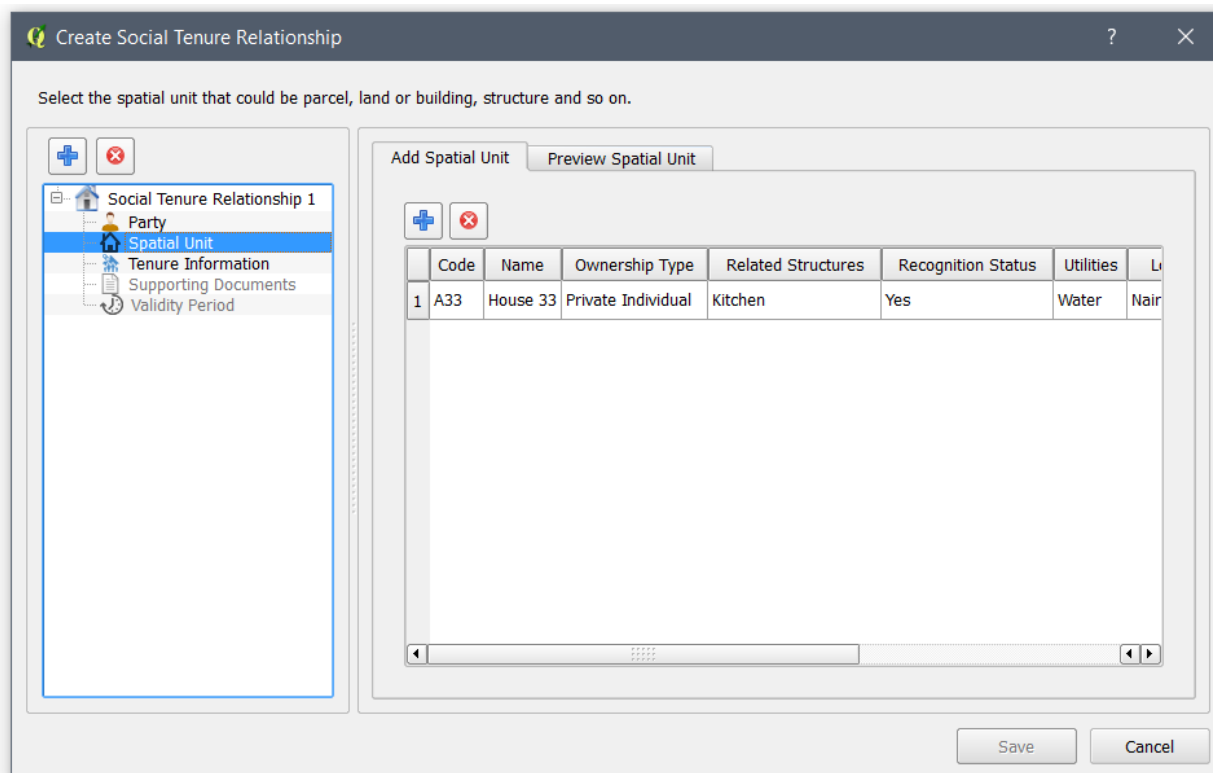 Create Social Tenure Relationship ?
Select the spatial unit that could be parcel, land or building, structure and so on.
Social Tenure Relationship 1
Party
Spatial Unit
Tenure Information
Supporting Documents
Validity Period
Add Spatial Unit Preview Spatial Unit
Code Name Ownership Type Related Structures Recognition Status Utilities
1 A33 House 33 Private Individual Kitchen Yes Water
Save Cancel